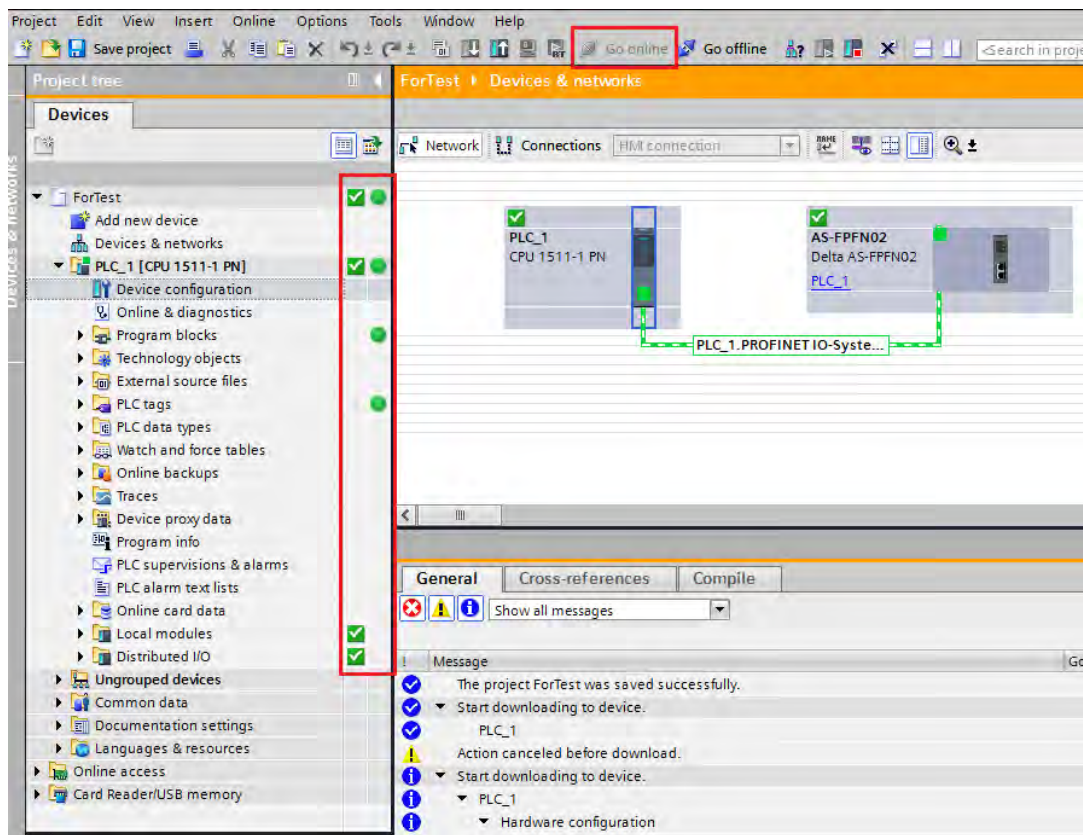 Project Edit View Insert Online Options Tools Window Help
Save project Go online Go offline <Search in proje
Project tree
ForTest Devices & networks
Devices
Network Connections HMI connection
Devices & networks
ForTest
Add new device
Devices & networks
PLC_1 [CPU 1511-1 PN]
Device configuration
Online & diagnostics
Program blocks
Technology objects
External source files
PLC tags
PLC data types
Watch and force tables
Online backups
Traces
Device proxy data
Program info
PLC supervisions & alarms
PLC alarm text lists
Online card data
Local modules
Distributed I/O
Ungrouped devices
Common data
Documentation settings
Languages & resources
Online access
Card Reader/USB memory
PLC_1
CPU 1511-1 PN
AS-FPFN02
Delta AS-FPFN02
PLC_1
PLC_1.PROFINET IO-Syste...
General Cross-references Compile
Show all messages
! Message Go
The project ForTest was saved successfully.
Start downloading to device.
PLC_1
Action canceled before download.
Start downloading to device.
PLC_1
Hardware configuration